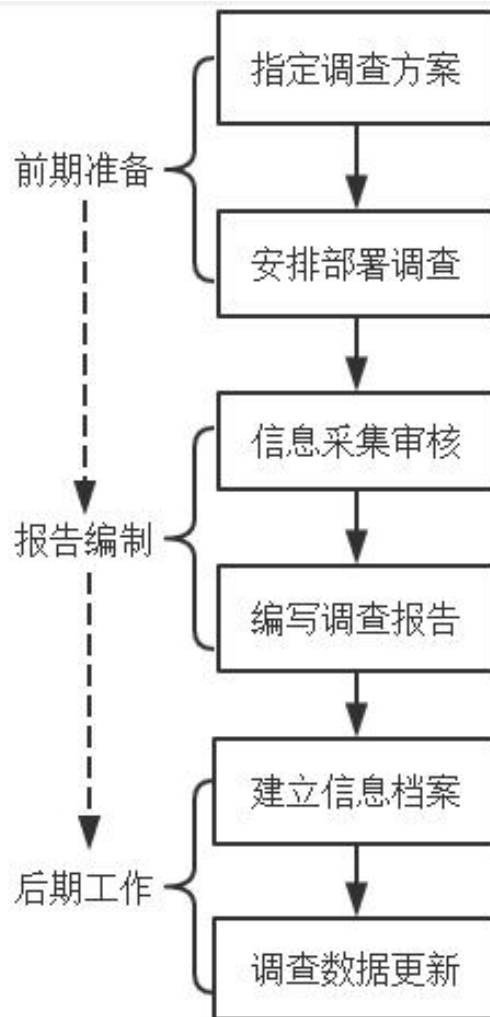 指定调查方案
前期准备
安排部署调查
信息采集审核
报告编制
编写调查报告
建立信息档案
后期工作
调查数据更新